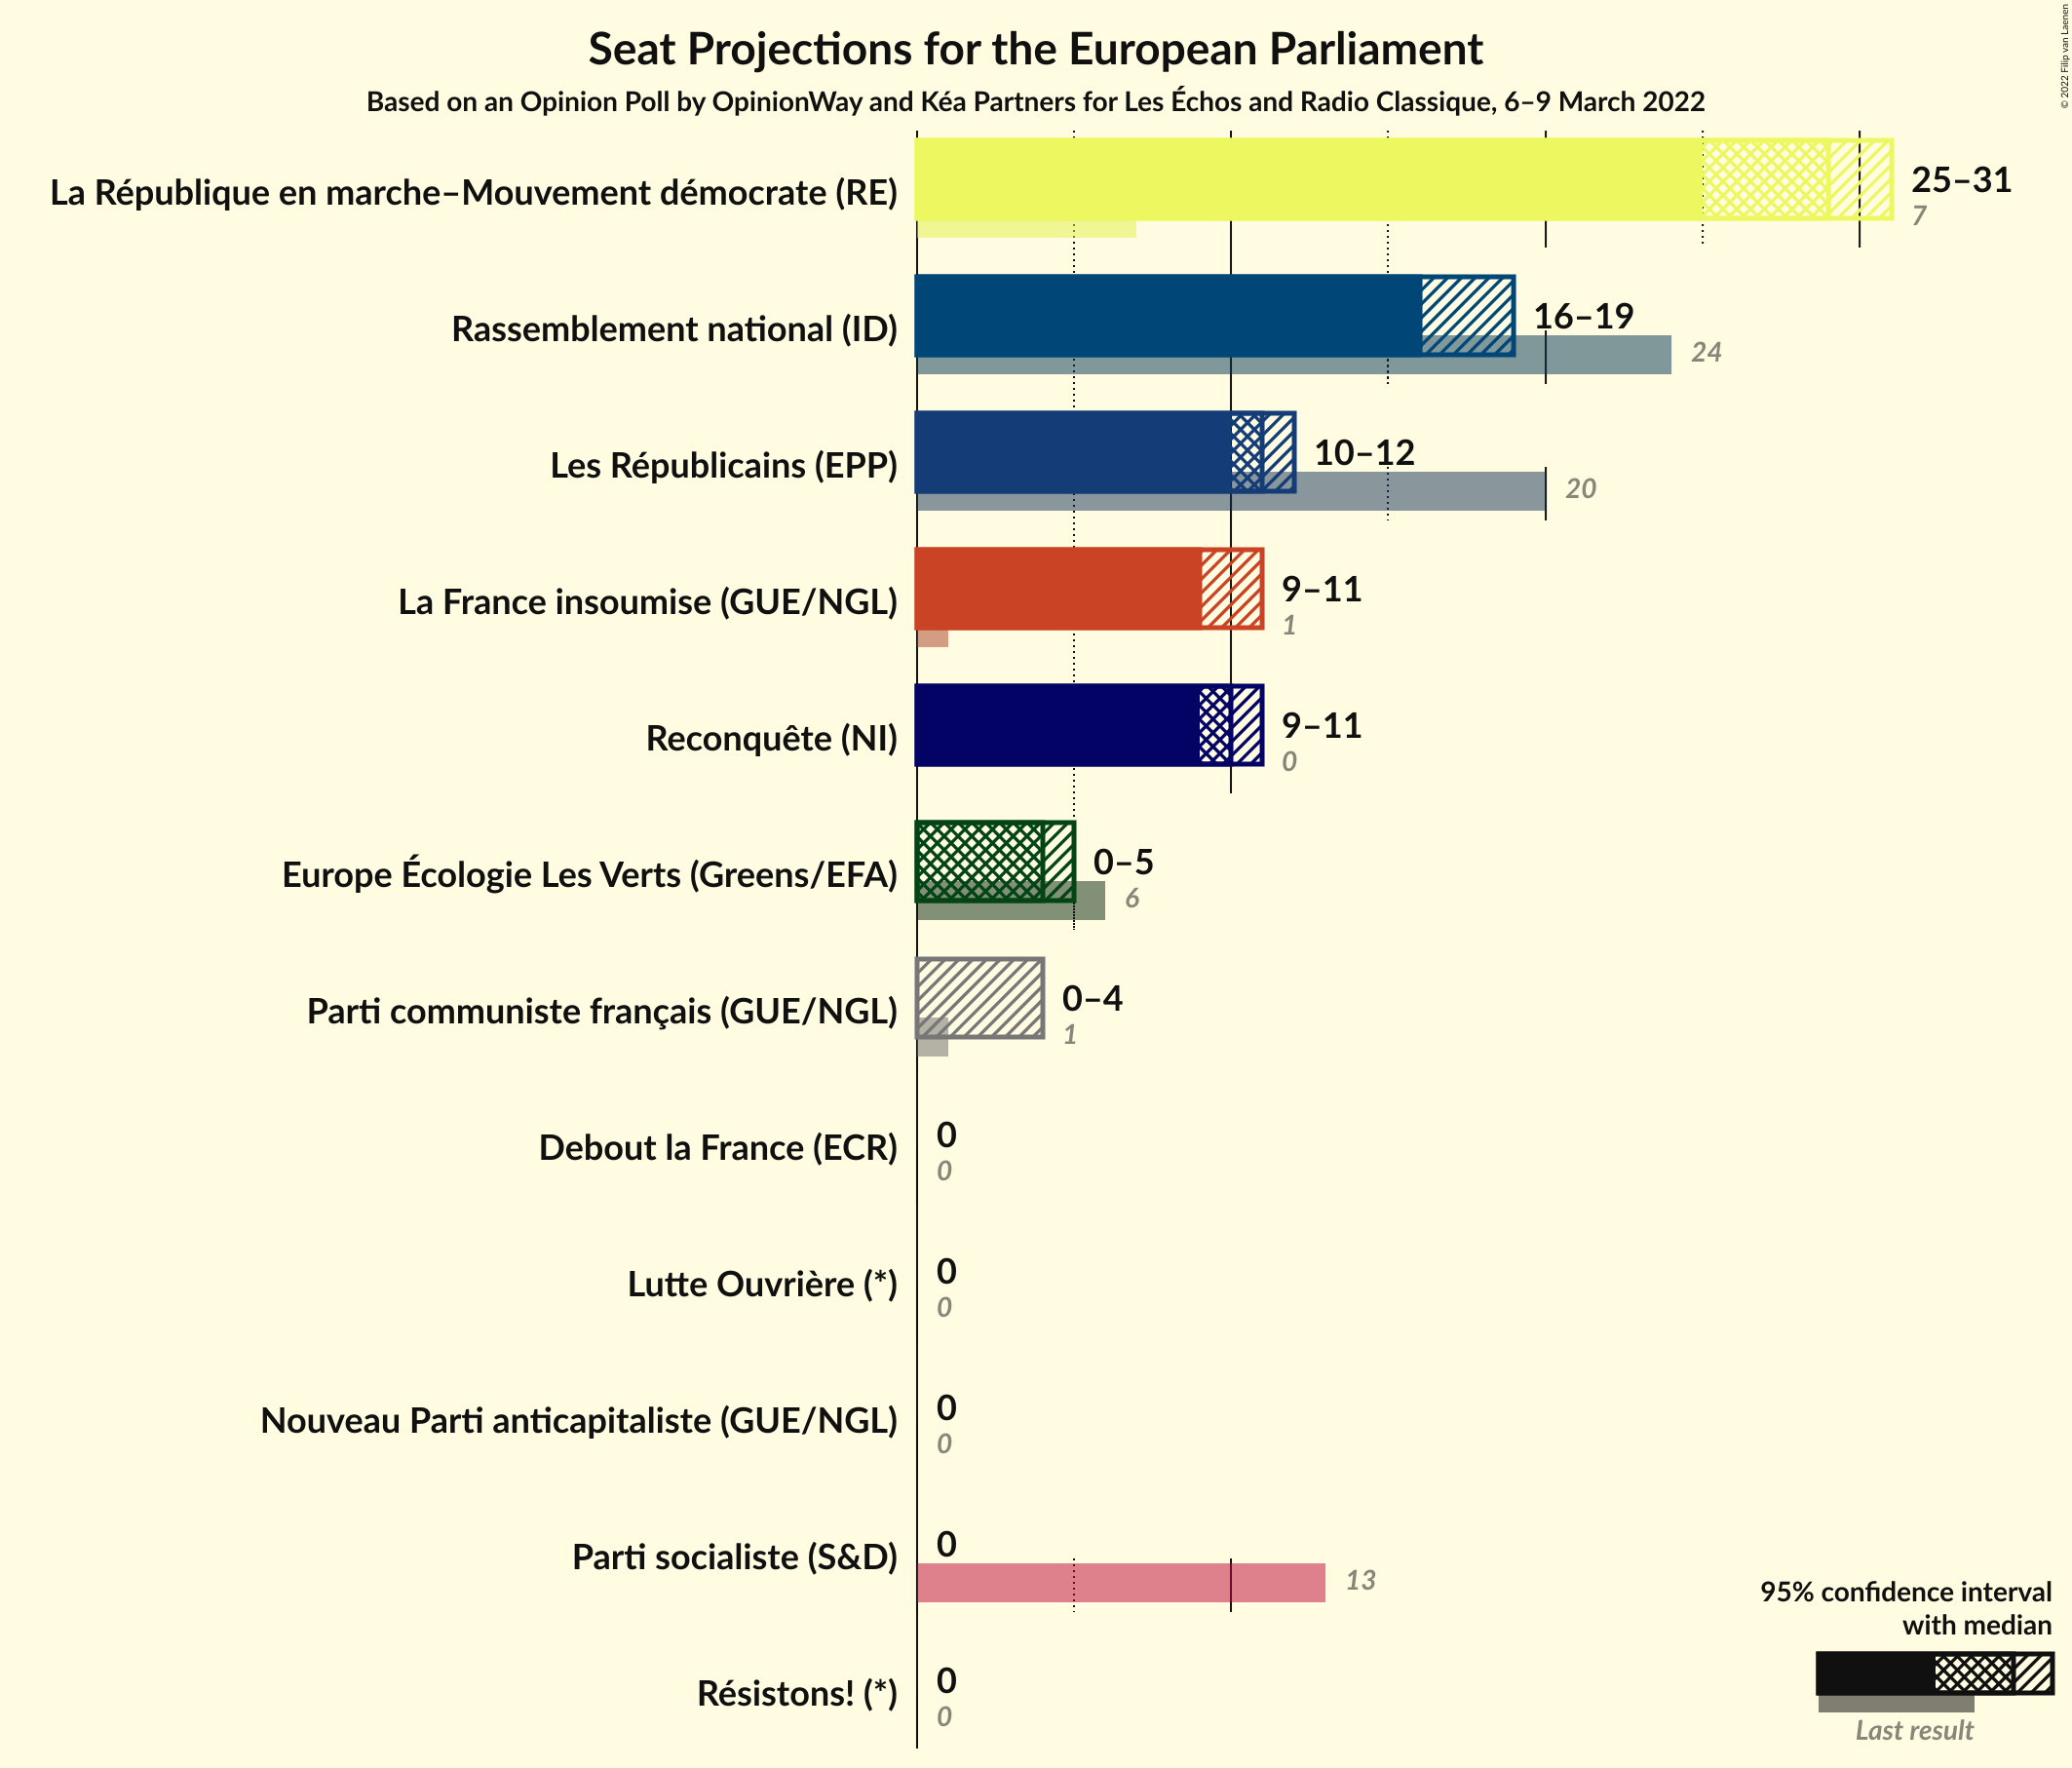 Seat Projections for the European Parliament
Based on an Opinion Poll by OpinionWay and Kéa Partners for Les Échos and Radio Classique, 6–9 March 2022
© 2022 Filip van Laenen
La République en marche–Mouvement démocrate (RE)
25–31
7
Rassemblement national (ID)
16–19
24
Les Républicains (EPP)
10–12
20
La France insoumise (GUE/NGL)
9–11
1
Reconquête (NI)
9–11
0
Europe Écologie Les Verts (Greens/EFA)
0–5
6
Parti communiste français (GUE/NGL)
0–4
1
Debout la France (ECR)
0
0
Lutte Ouvrière (*)
0
0
Nouveau Parti anticapitaliste (GUE/NGL)
0
0
Parti socialiste (S&D)
0
13
Résistons! (*)
0
0
95% confidence interval
with median
Last result